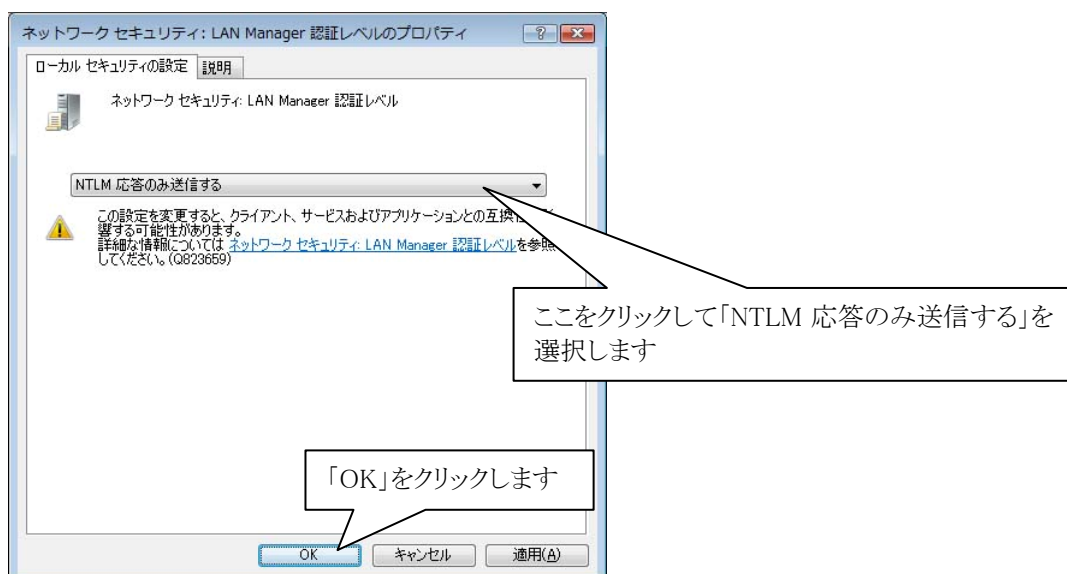 ネットワーク セキュリティ: LAN Manager 認証レベルのプロパティ
ローカル セキュリティの設定 説明
ネットワーク セキュリティ: LAN Manager 認証レベル
NTLM 応答のみ送信する
この設定を変更すると、クライアント、サービスおよびアプリケーションとの互換
響する可能性があります。
詳細な情報については ネットワーク セキュリティ: LAN Manager 認証レベルを参照
してください。(Q823659)
ここをクリックして「NTLM 応答のみ送信する」を
選択します
「OK」をクリックします
OK キャンセル 適用(A)